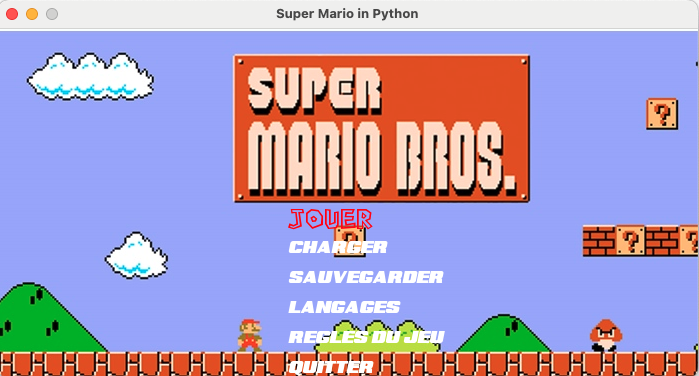 Super Mario in Python
SUPER
MARIO BROS.
?
JOUER
?
CHARGER
? ?
SAUVEGARDER
LANGAGES
REGLES DU JEU
QUITTER